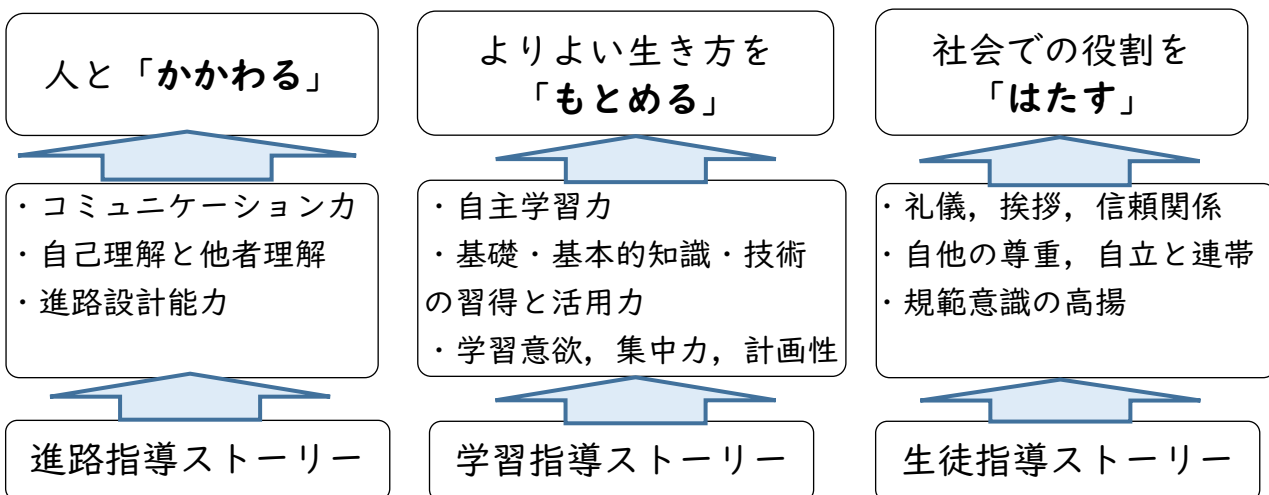 人と「かかわる」
よりよい生き方を
「もとめる」
社会での役割を
「はたす」
・コミュニケーション力
・自己理解と他者理解
・進路設計能力
・自主学習力
・基礎・基本的知識・技術
の習得と活用力
・学習意欲，集中力，計画性
・礼儀，挨拶，信頼関係
・自他の尊重，自立と連帯
・規範意識の高揚
進路指導ストーリー
学習指導ストーリー
生徒指導ストーリー